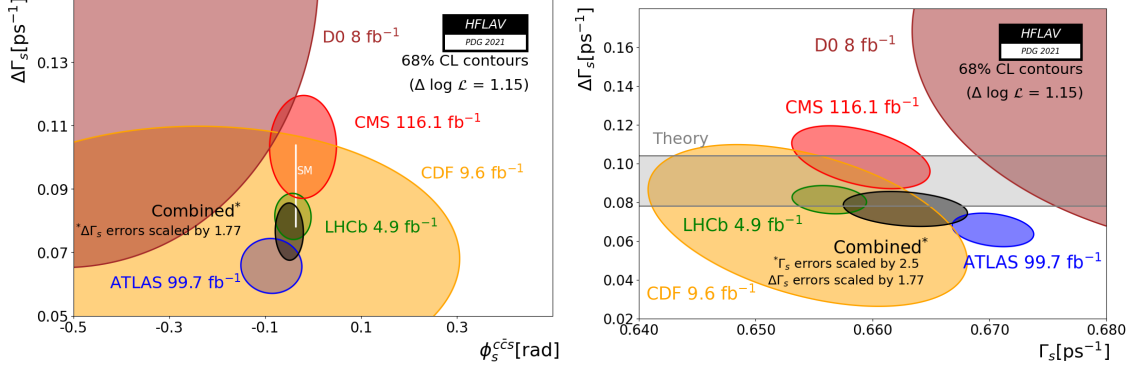 ΔΓₛ[ps⁻¹]
0.13
0.11
0.09
0.07
0.05
-0.5
-0.3
-0.1
0.1
0.3
ϕₛᶜᶜ̄ˢ[rad]
D0 8 fb⁻¹
HFLAV
PDG 2021
68% CL contours
(Δ log ℒ = 1.15)
CMS 116.1 fb⁻¹
SM
CDF 9.6 fb⁻¹
Combined*
*ΔΓₛ errors scaled by 1.77
LHCb 4.9 fb⁻¹
ATLAS 99.7 fb⁻¹
ΔΓₛ[ps⁻¹]
0.16
0.14
0.12
0.10
0.08
0.06
0.04
0.02
0.640
0.650
0.660
0.670
0.680
Γₛ[ps⁻¹]
D0 8 fb⁻¹
HFLAV
PDG 2021
68% CL contours
(Δ log ℒ = 1.15)
CMS 116.1 fb⁻¹
Theory
LHCb 4.9 fb⁻¹
Combined*
*Γₛ errors scaled by 2.5
ΔΓₛ errors scaled by 1.77
ATLAS 99.7 fb⁻¹
CDF 9.6 fb⁻¹